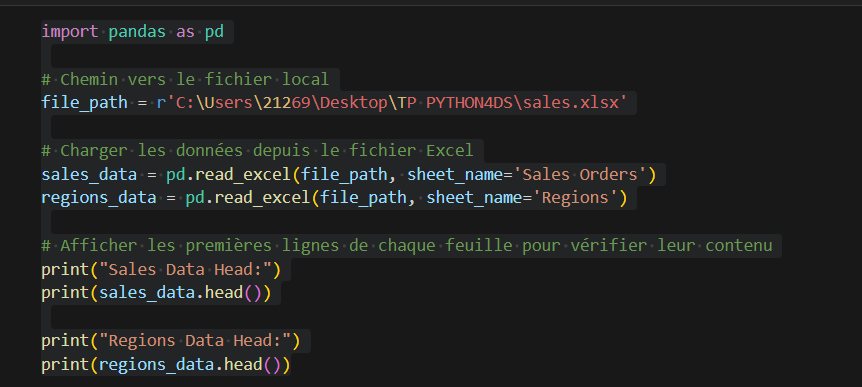 import pandas as pd
# Chemin vers le fichier local
file_path = r'C:\Users\21269\Desktop\TP PYTHON4DS\sales.xlsx'
# Charger les données depuis le fichier Excel
sales_data = pd.read_excel(file_path, sheet_name='Sales Orders')
regions_data = pd.read_excel(file_path, sheet_name='Regions')
# Afficher les premières lignes de chaque feuille pour vérifier leur contenu
print("Sales Data Head:")
print(sales_data.head())
print("Regions Data Head:")
print(regions_data.head())